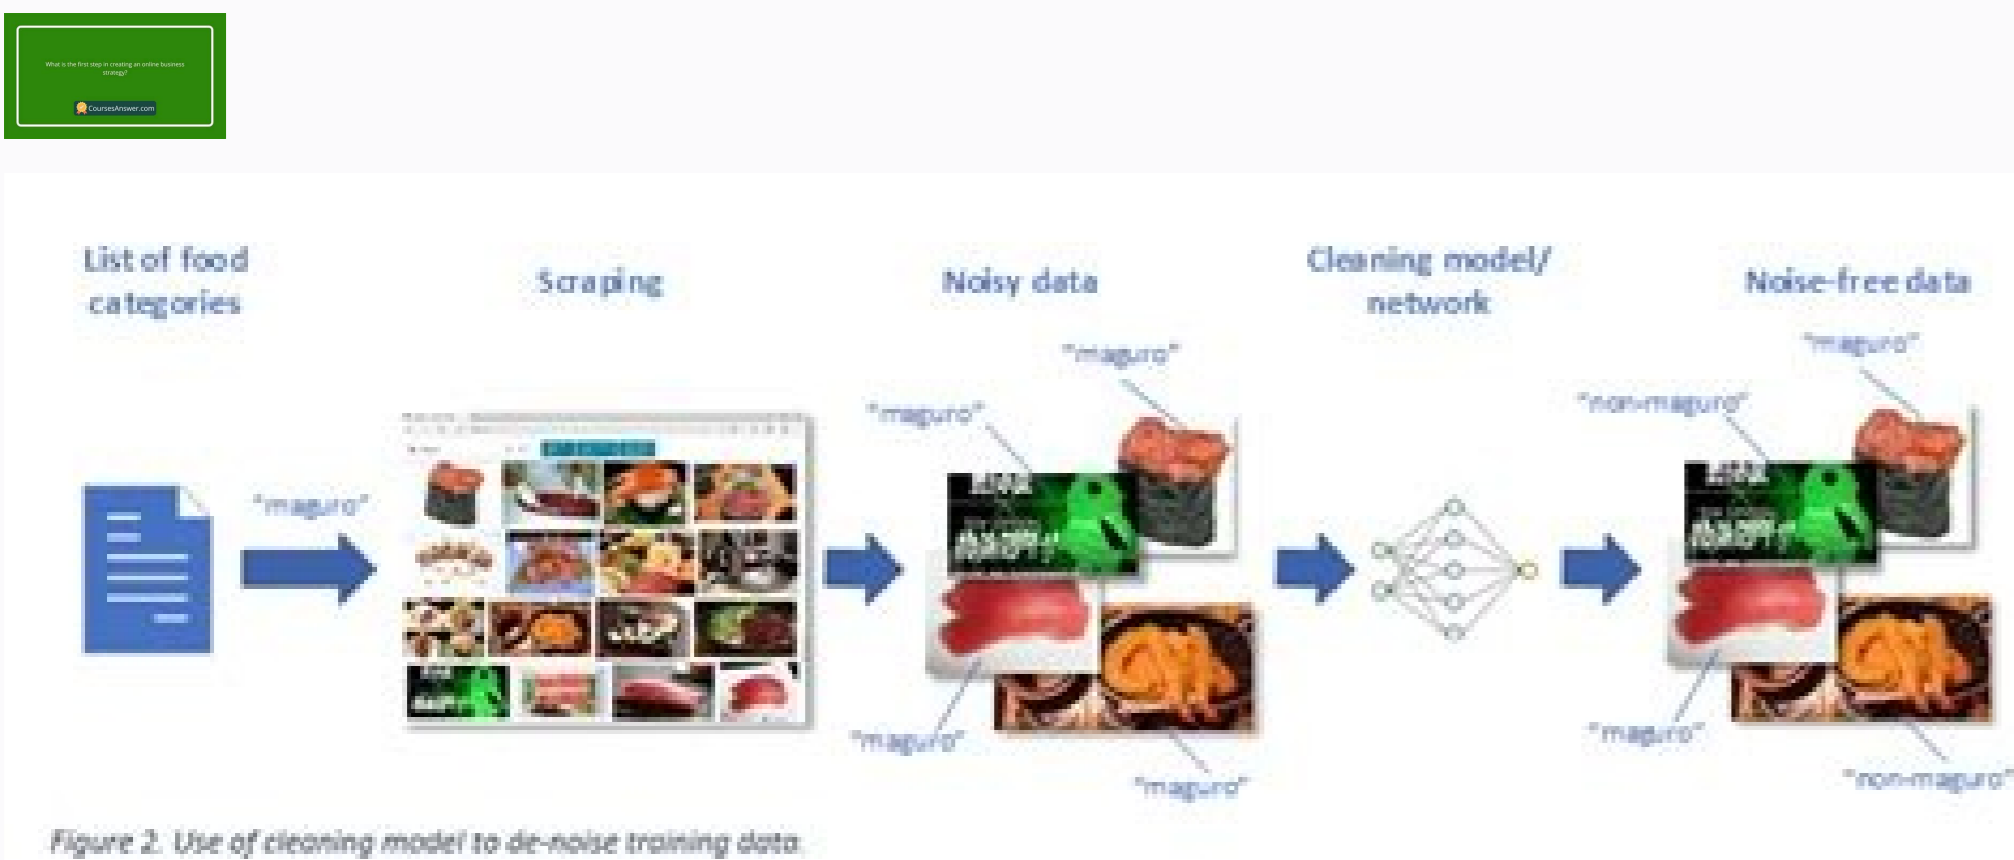 What is the first step in creating an online business
strategy?
CoursesAnswer.com
List of food
categories
Scraping
Noisy data
Cleaning model/
network
Noise-free data
"maguro"
"maguro"
"maguro"
"maguro"
"maguro"
"maguro"
"non-maguro"
"maguro"
"non-maguro"
Figure 2. Use of cleaning model to de-noise training data.